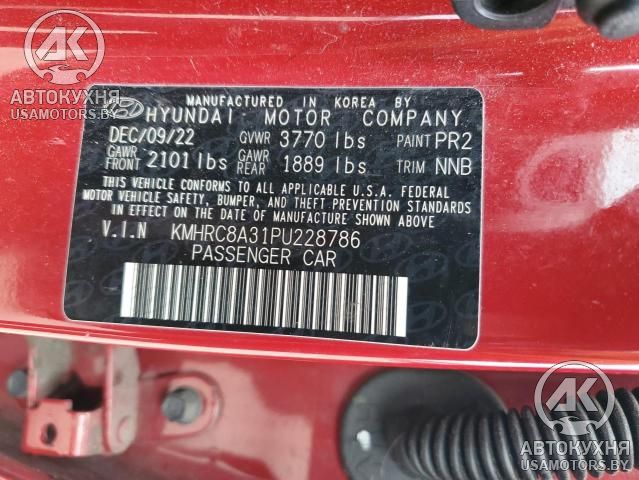 АВТОКУХНЯ
USAMOTORS.BY
MANUFACTURED IN KOREA BY
HYUNDAI MOTOR COMPANY
DEC/09/22 GVWR 3770 lbs PAINT PR2
GAWR FRONT 2101 lbs GAWR REAR 1889 lbs TRIM NNB
THIS VEHICLE CONFORMS TO ALL APPLICABLE U.S.A. FEDERAL
MOTOR VEHICLE SAFETY, BUMPER, AND THEFT PREVENTION STANDARDS
IN EFFECT ON THE DATE OF MANUFACTURE SHOWN ABOVE.
V.I.N KMHRC8A31PU228786
PASSENGER CAR
АК
АВТОКУХНЯ
USAMOTORS.BY